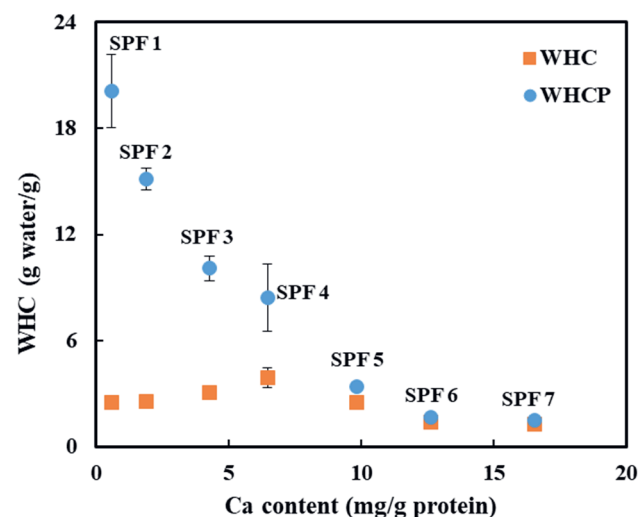 24
18
12
6
0
WHC (g water/g)
SPF 1
SPF 2
SPF 3
SPF 4
SPF 5
SPF 6
SPF 7
WHC
WHCP
0 5 10 15 20
Ca content (mg/g protein)